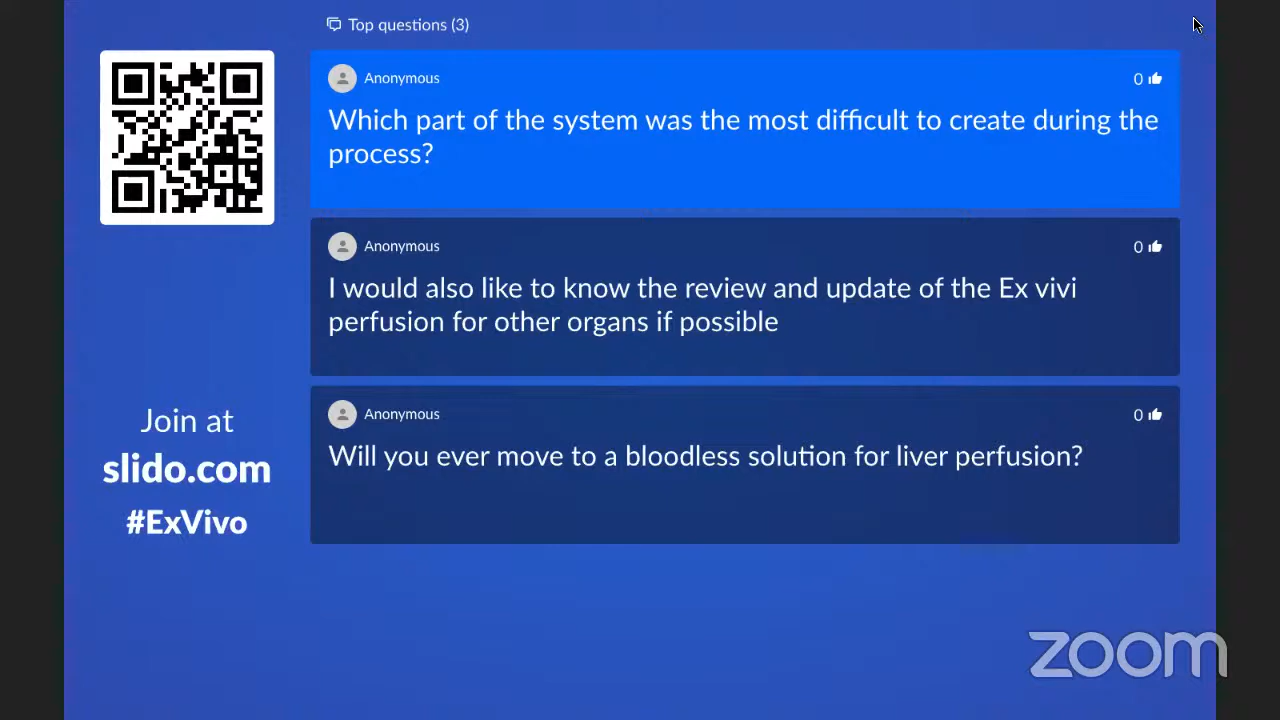 Top questions (3)
Anonymous
0
Which part of the system was the most difficult to create during the
process?
Anonymous
0
I would also like to know the review and update of the Ex vivi
perfusion for other organs if possible
Anonymous
0
Will you ever move to a bloodless solution for liver perfusion?
Join at
slido.com
#ExVivo
zoom